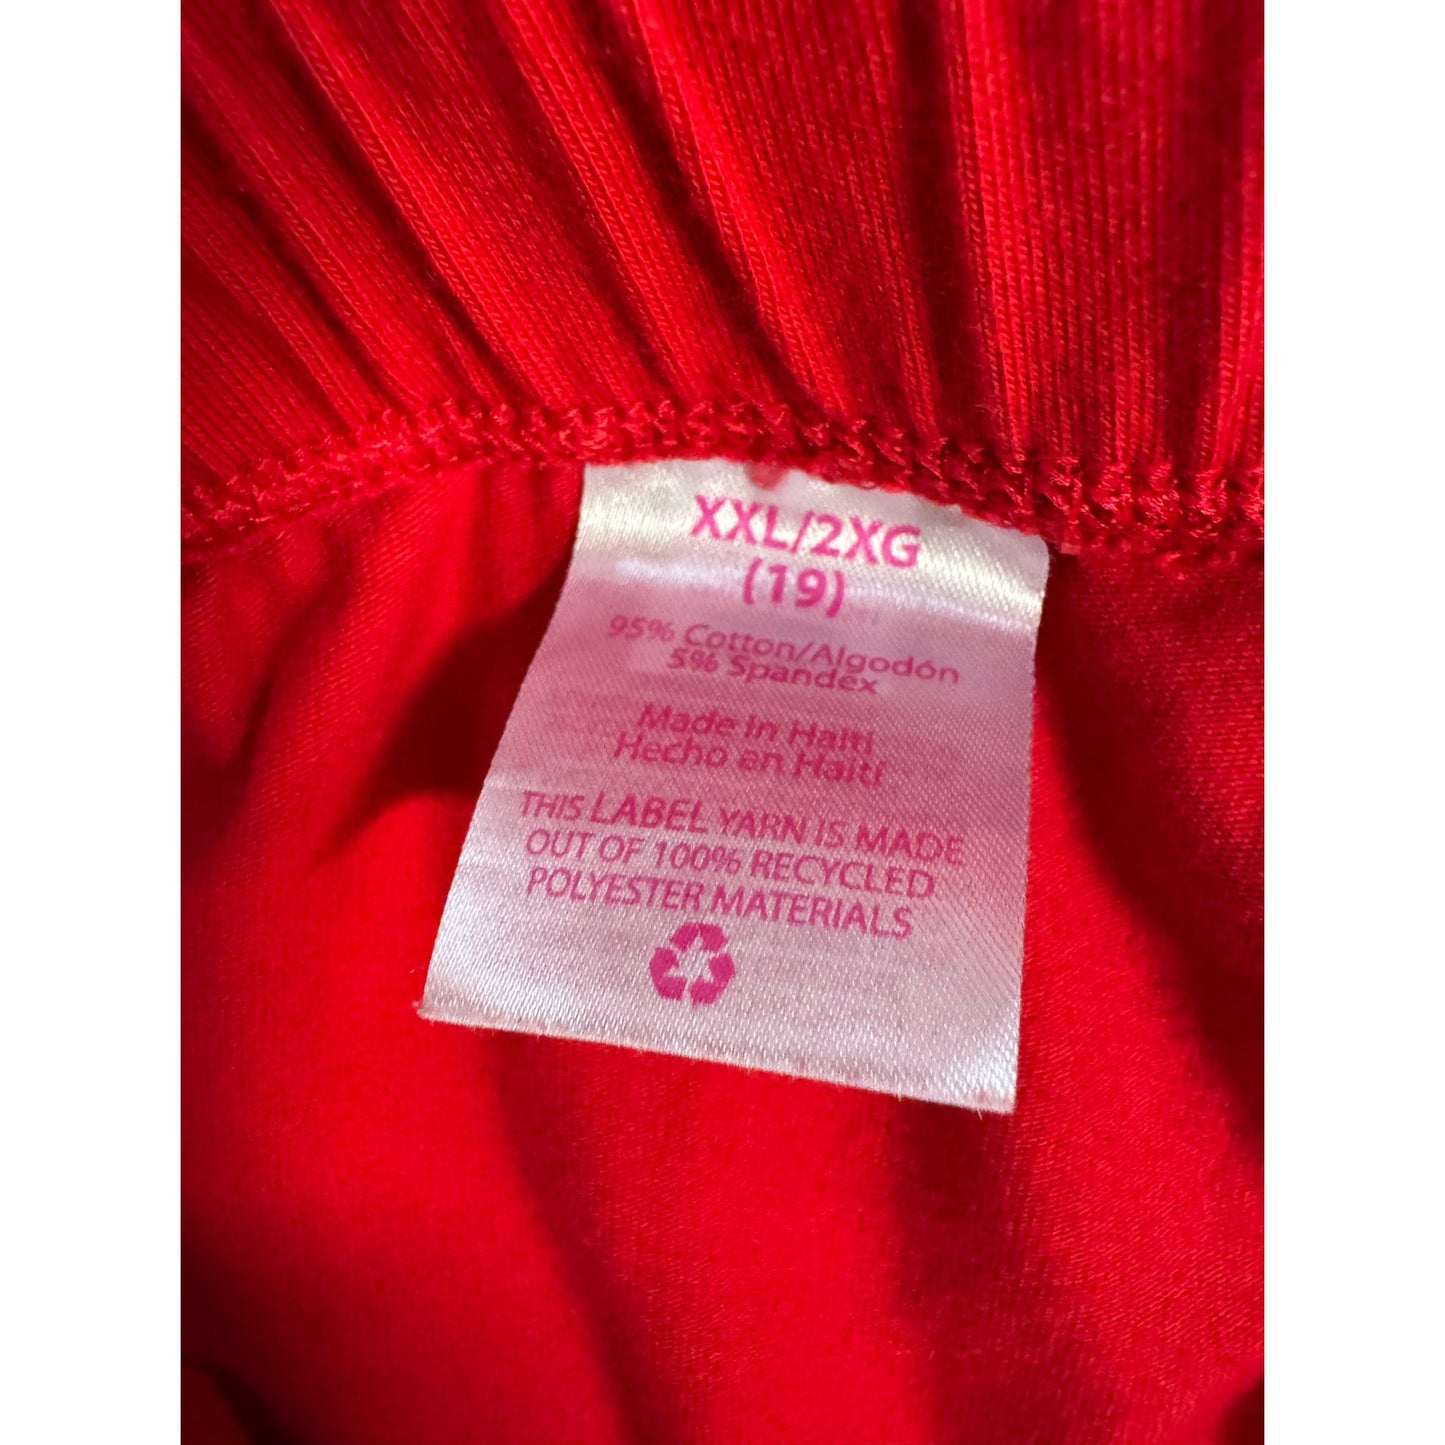 XXL/2XG
(19)
95% Cotton/Algodón
5% Spandex
Made in Haiti
Hecho en Haití
THIS LABEL YARN IS MADE
OUT OF 100% RECYCLED
POLYESTER MATERIALS